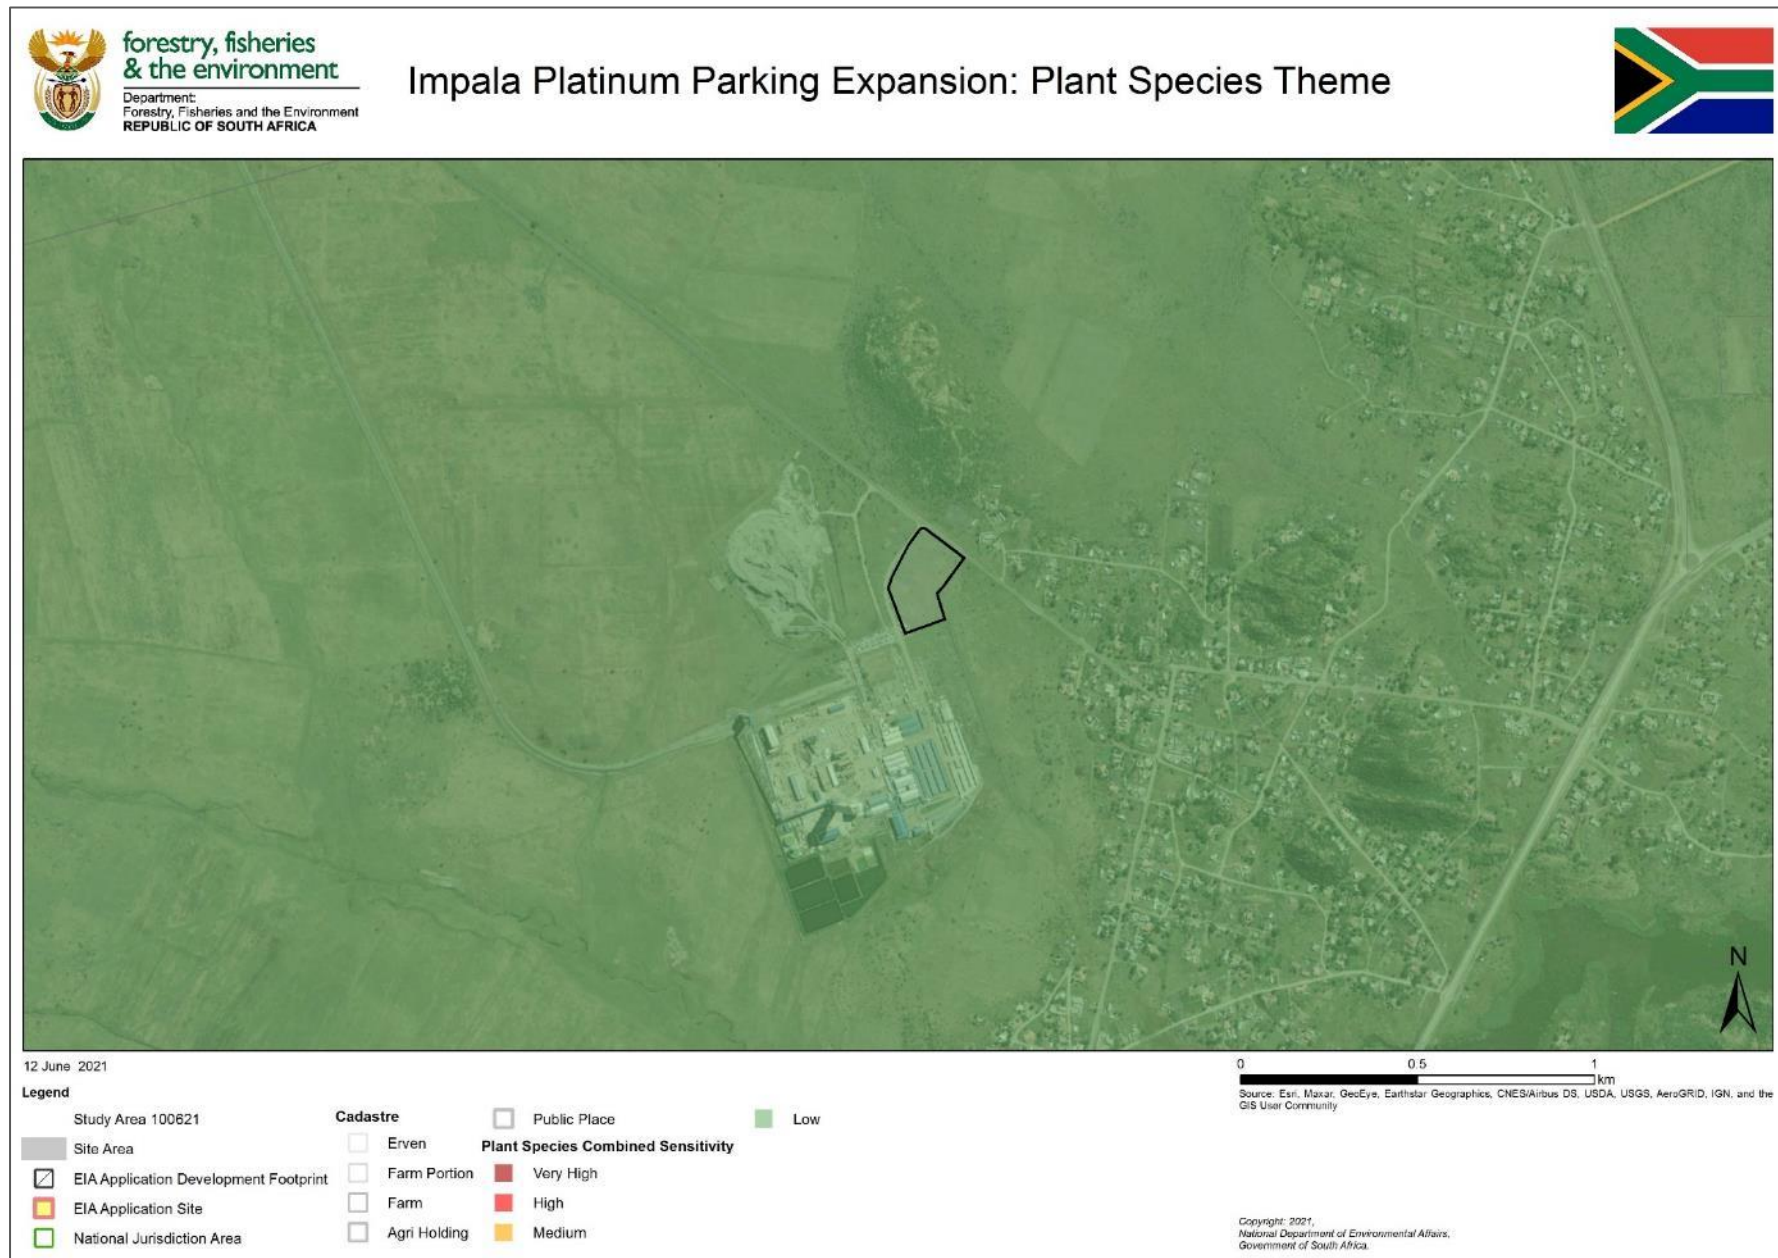 forestry, fisheries
& the environment
Department:
Forestry, Fisheries and the Environment
REPUBLIC OF SOUTH AFRICA
Impala Platinum Parking Expansion: Plant Species Theme
N
12 June 2021
Legend
Study Area 100621
Site Area
EIA Application Development Footprint
EIA Application Site
National Jurisdiction Area
Cadastre
Erven
Farm Portion
Farm
Agri Holding
Public Place
Plant Species Combined Sensitivity
Very High
High
Medium
Low
0 0.5 1
km
Source: Esri, Maxar, GeoEye, Earthstar Geographics, CNES/Airbus DS, USDA, USGS, AeroGRID, IGN, and the
GIS User Community
Copyright: 2021,
National Department of Environmental Affairs,
Government of South Africa.